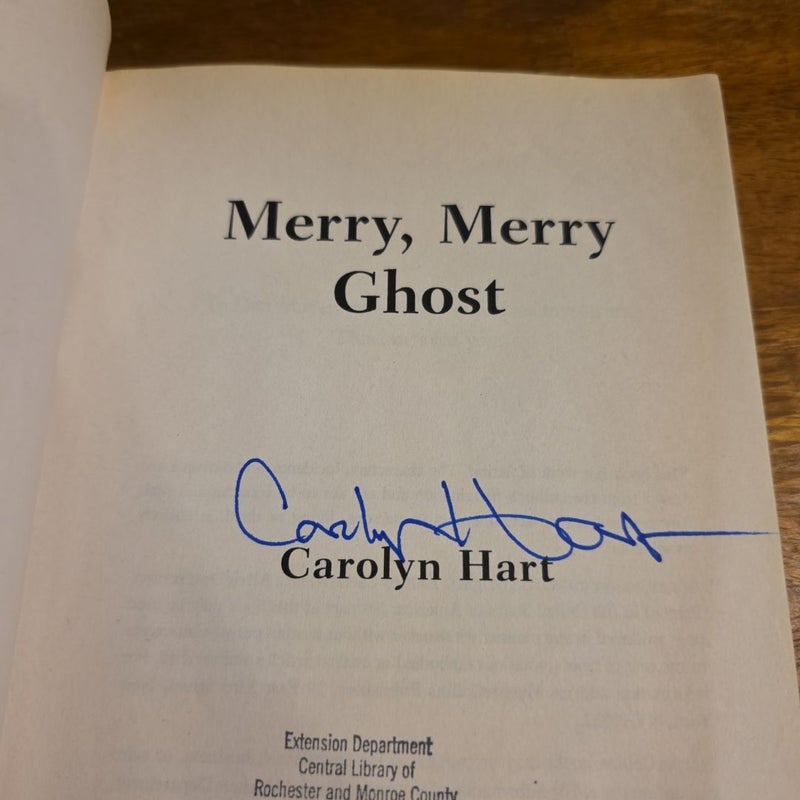 Merry, Merry
Ghost
Carolyn Hart
Carolyn Hart
Extension Department
Central Library of
Rochester and Monroe County